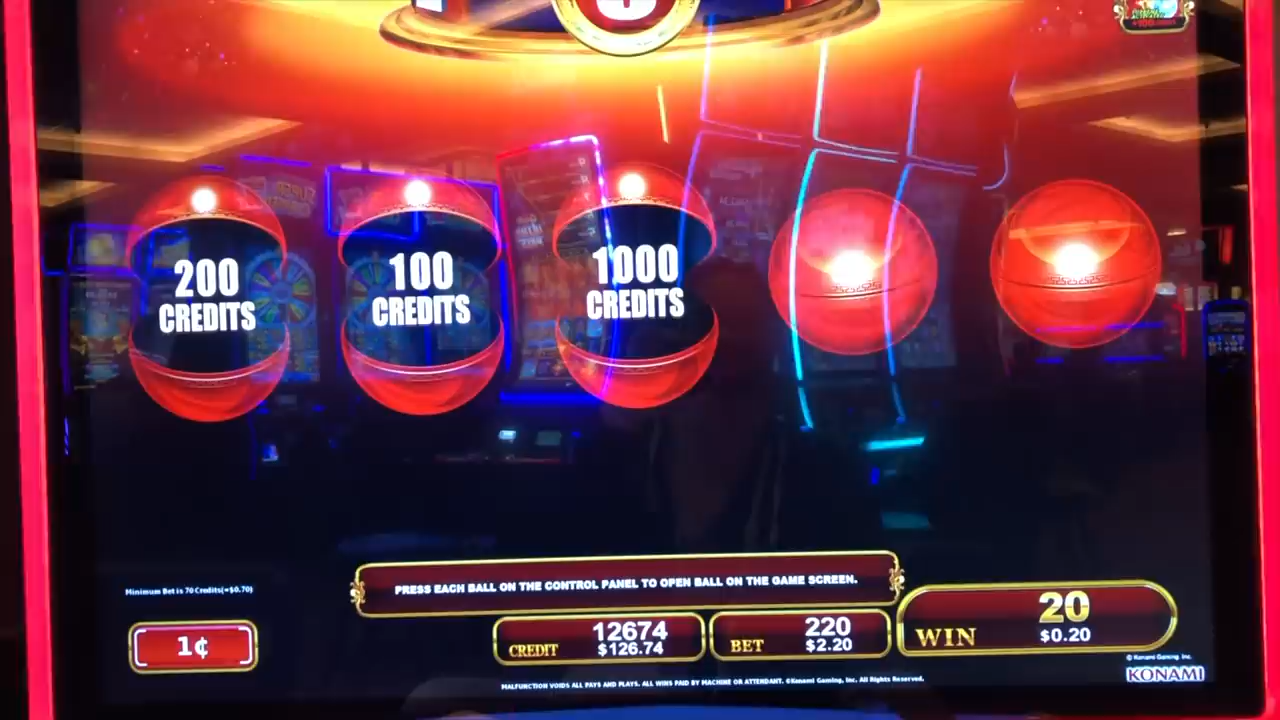 200
CREDITS
100
CREDITS
1000
CREDITS
PRESS EACH BALL ON THE CONTROL PANEL TO OPEN BALL ON THE GAME SCREEN.
Minimum Bet is 70 Credits(=$0.70)
1¢
CREDIT
12674
$126.74
BET
220
$2.20
WIN
20
$0.20
© Konami Gaming, Inc.
KONAMI
MALFUNCTION VOIDS ALL PAYS AND PLAYS. ALL WINS PAID BY MACHINE OR ATTENDANT. ©Konami Gaming, Inc. All Rights Reserved.